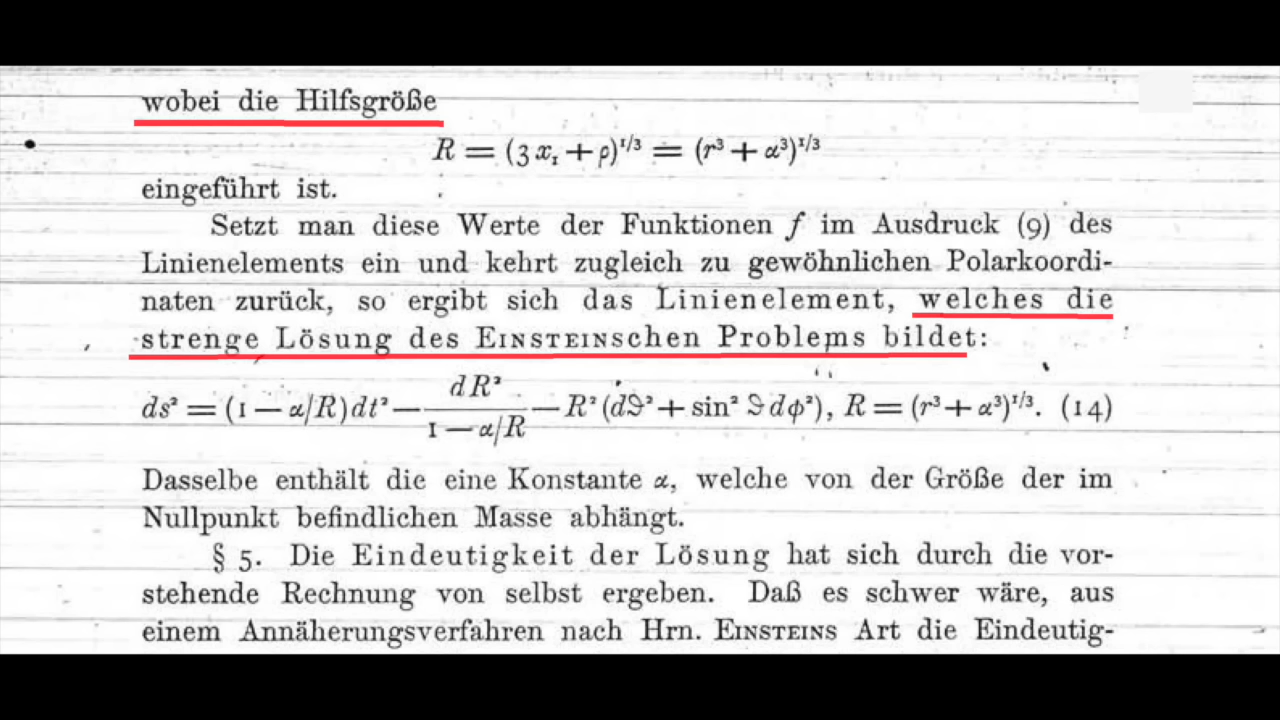 wobei die Hilfsgröße
R = (3 x₁ + ρ)^1/3 = (r³ + α³)^1/3
eingeführt ist.
Setzt man diese Werte der Funktionen f im Ausdruck (9) des
Linienelements ein und kehrt zugleich zu gewöhnlichen Polarkoordi-
naten zurück, so ergibt sich das Linienelement, welches die
strenge Lösung des EINSTEINschen Problems bildet:
ds² = (1 — α/R) dt² — dR²/(1 — α/R) — R² (dϑ² + sin² ϑ dφ²), R = (r³ + α³)^1/3. (14)
Dasselbe enthält die eine Konstante α, welche von der Größe der im
Nullpunkt befindlichen Masse abhängt.
§ 5. Die Eindeutigkeit der Lösung hat sich durch die vor-
stehende Rechnung von selbst ergeben. Daß es schwer wäre, aus
einem Annäherungsverfahren nach Hrn. EINSTEINS Art die Eindeutig-